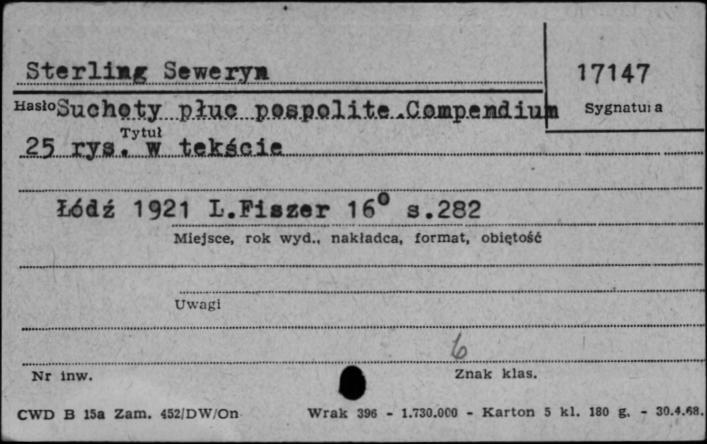 Sterling Seweryn
17147
Hasło Suchoty płuc pospolite.Compendium
Sygnatura
Tytuł
25 rys. w tekście
Łódź 1921 L.Fiszer 16° s.282
Miejsce, rok wyd., nakładca, format, obiętość
Uwagi
6
Nr inw.
Znak klas.
CWD B 15a Zam. 452/DW/On Wrak 396 - 1.730.000 - Karton 5 kl. 180 g. - 30.4.68.